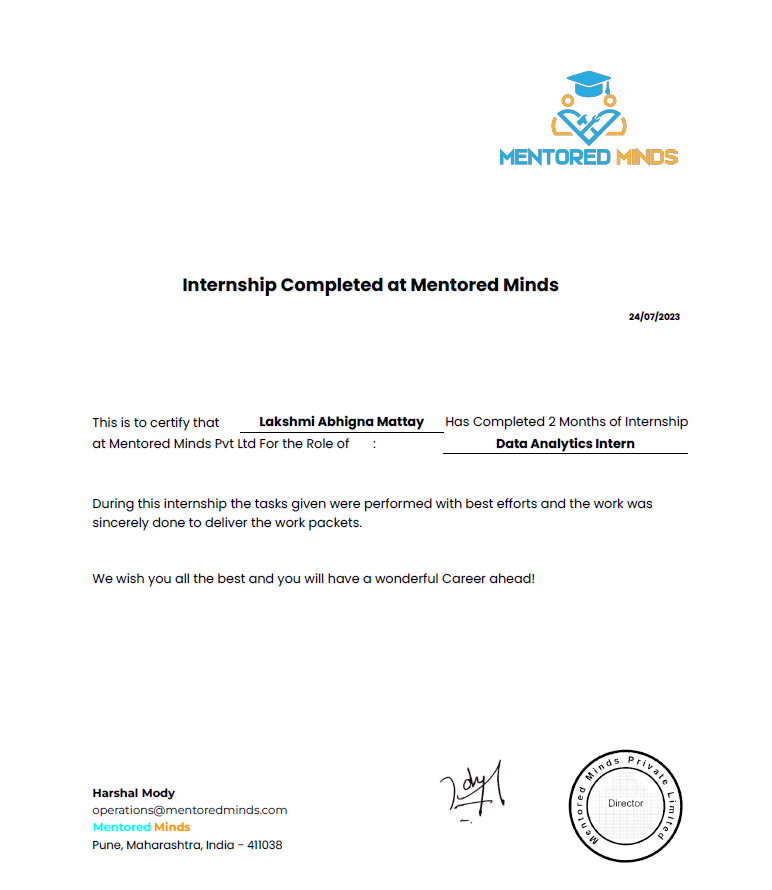 MENTORED MINDS
Internship Completed at Mentored Minds
24/07/2023
This is to certify that Lakshmi Abhigna Mattay Has Completed 2 Months of Internship
at Mentored Minds Pvt Ltd For the Role of : Data Analytics Intern
During this internship the tasks given were performed with best efforts and the work was
sincerely done to deliver the work packets.
We wish you all the best and you will have a wonderful Career ahead!
Harshal Mody
operations@mentoredminds.com
Mentored Minds
Pune, Maharashtra, India - 411038
Mentored Minds Private Limited
Director